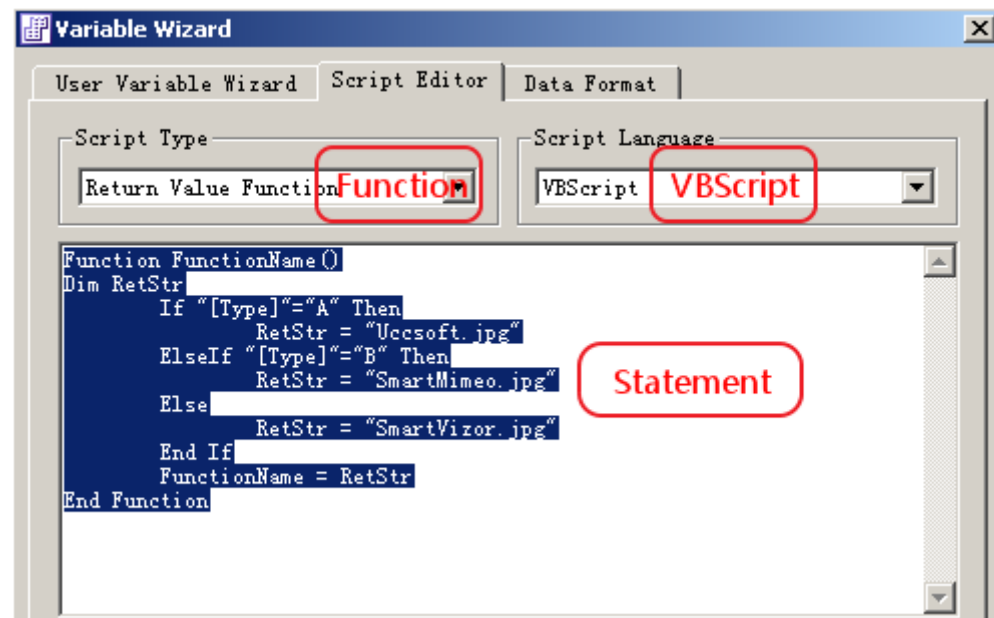 Variable Wizard
User Variable Wizard Script Editor Data Format
Script Type Script Language
Return Value Function Function VBScript VBScript
Function FunctionName()
Dim RetStr
If "[Type]"="A" Then
RetStr = "Uccsoft.jpg"
ElseIf "[Type]"="B" Then
RetStr = "SmartMimeo.jpg"
Statement
Else
RetStr = "SmartVizor.jpg"
End If
FunctionName = RetStr
End Function